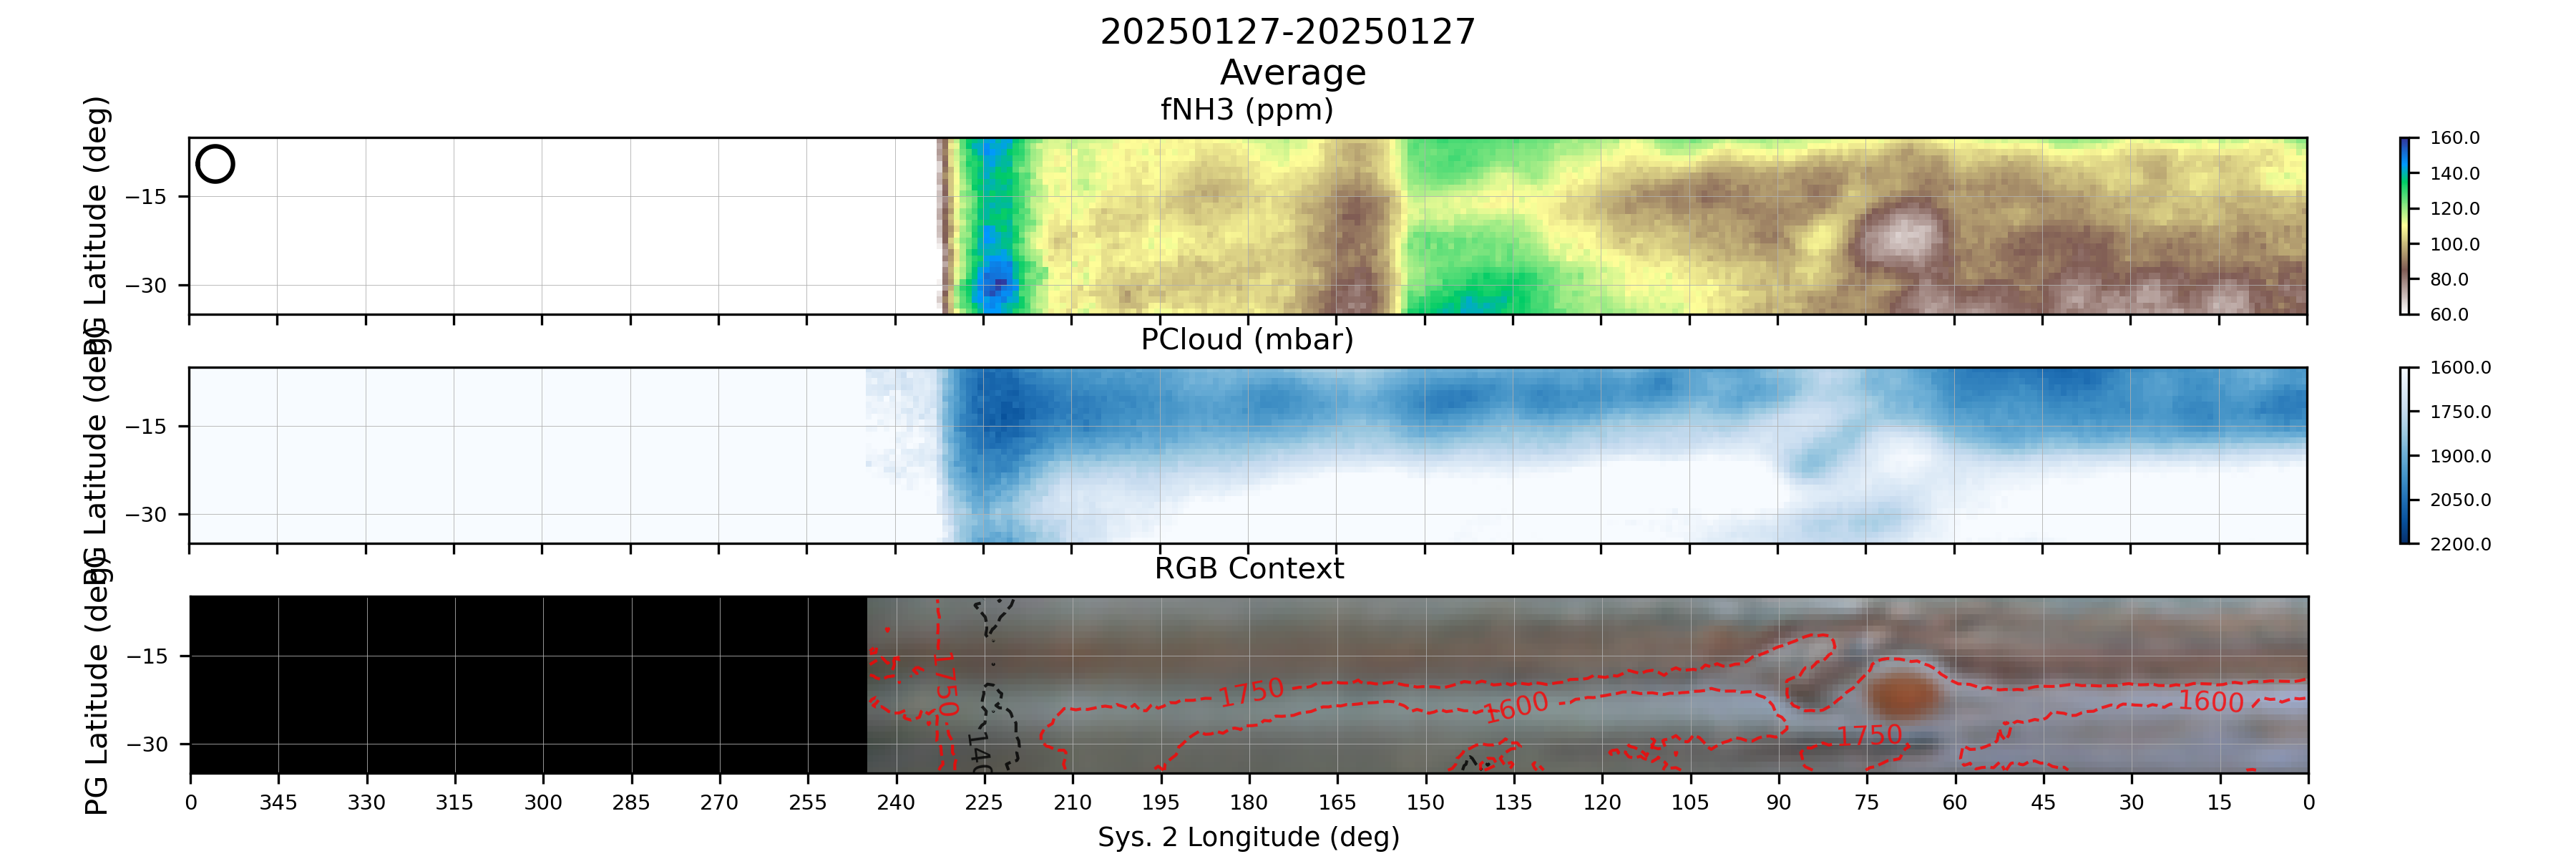 20250127-20250127
Average
fNH3 (ppm)
PG Latitude (deg)
−15
−30
160.0
140.0
120.0
100.0
80.0
60.0
PCloud (mbar)
PG Latitude (deg)
−15
−30
1600.0
1750.0
1900.0
2050.0
2200.0
RGB Context
PG Latitude (deg)
−15
−30
1750
140
1750
1600
1750
1600
0 345 330 315 300 285 270 255 240 225 210 195 180 165 150 135 120 105 90 75 60 45 30 15 0
Sys. 2 Longitude (deg)